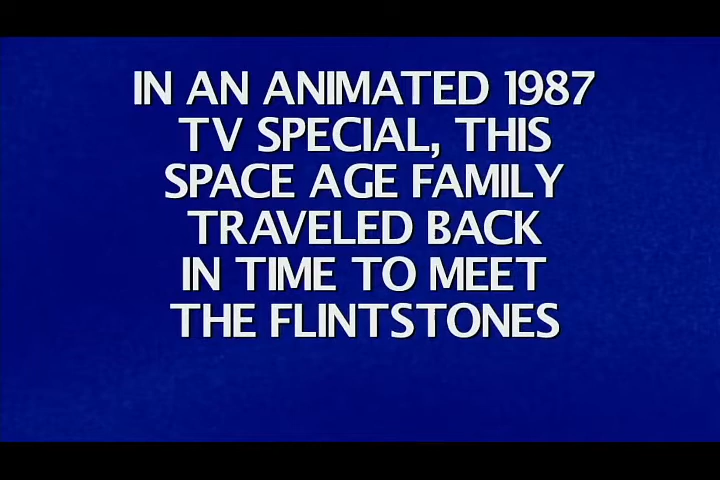 IN AN ANIMATED 1987
TV SPECIAL, THIS
SPACE AGE FAMILY
TRAVELED BACK
IN TIME TO MEET
THE FLINTSTONES